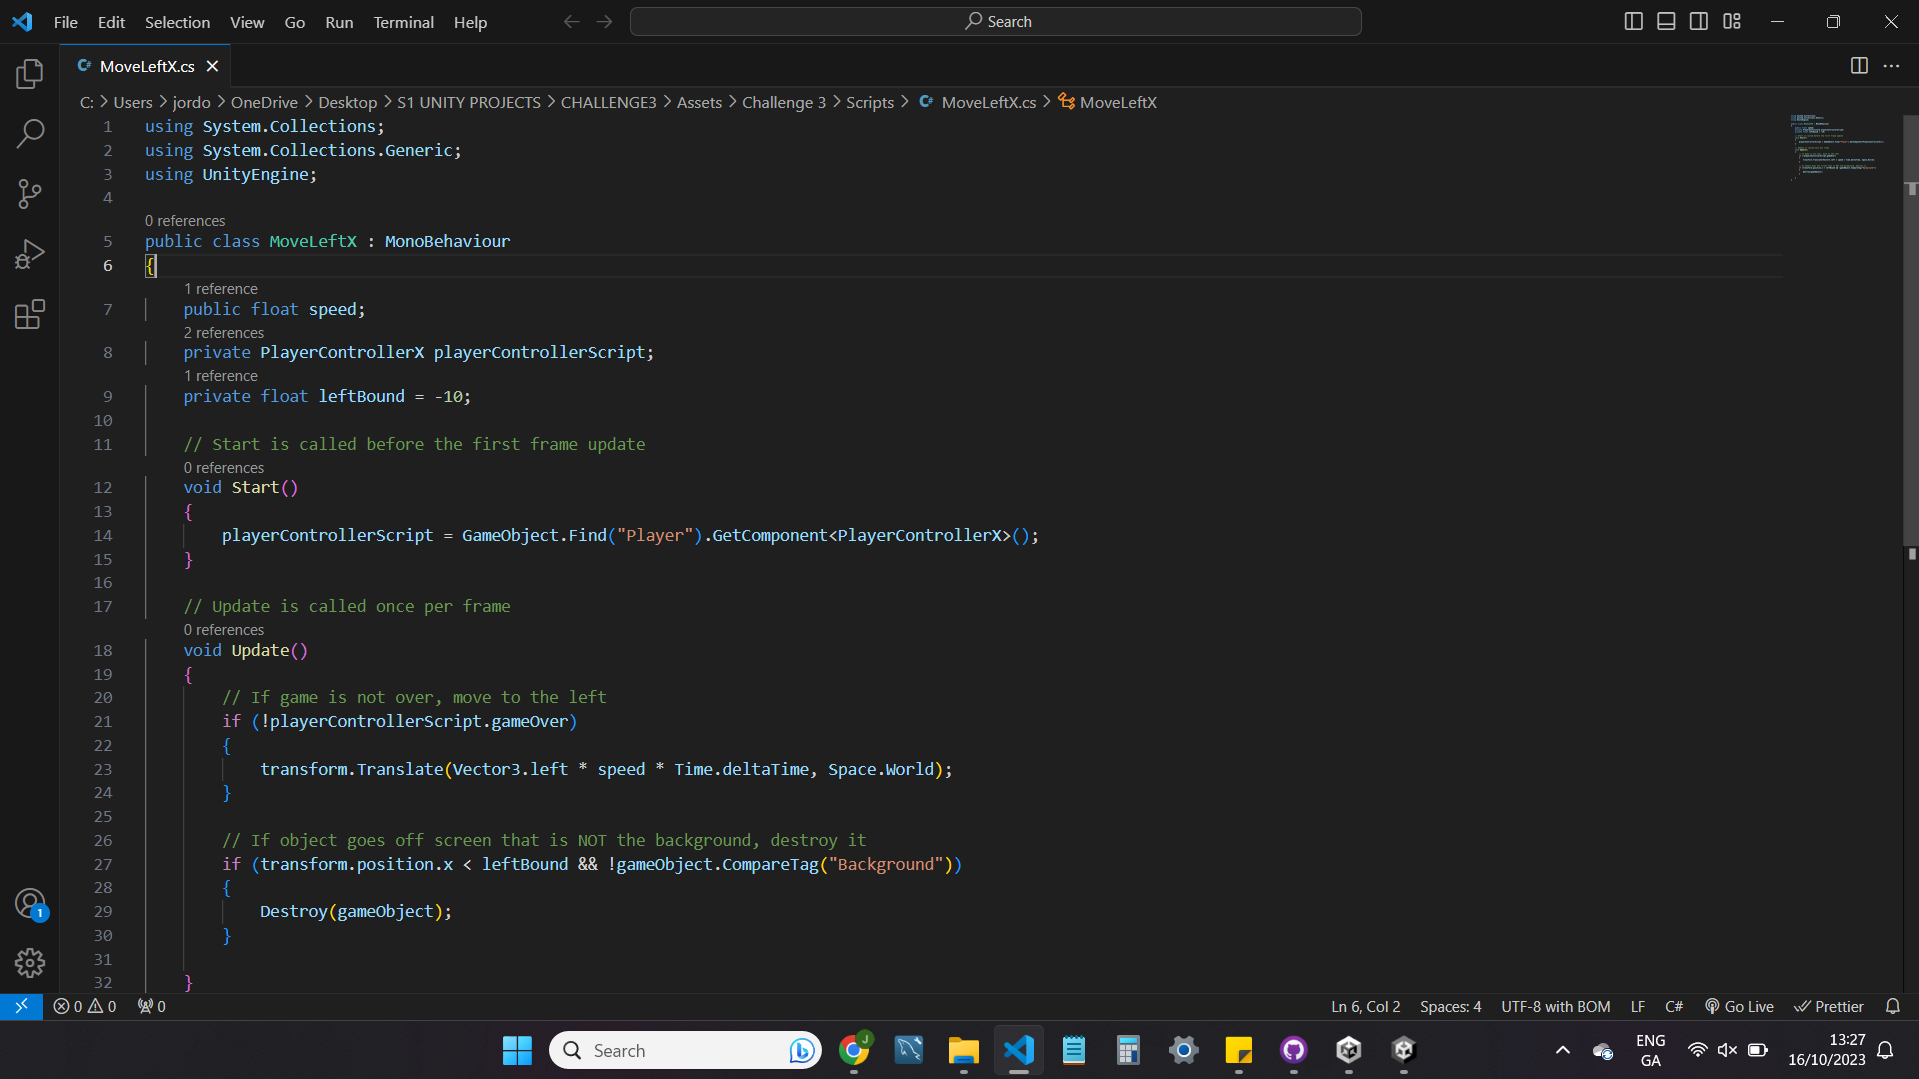 File Edit Selection View Go Run Terminal Help Search
C# MoveLeftX.cs
C: > Users > jordo > OneDrive > Desktop > S1 UNITY PROJECTS > CHALLENGE3 > Assets > Challenge 3 > Scripts > C# MoveLeftX.cs > MoveLeftX
1 using System.Collections;
2 using System.Collections.Generic;
3 using UnityEngine;
4
0 references
5 public class MoveLeftX : MonoBehaviour
6 {
1 reference
7 public float speed;
2 references
8 private PlayerControllerX playerControllerScript;
1 reference
9 private float leftBound = -10;
10
11 // Start is called before the first frame update
0 references
12 void Start()
13 {
14 playerControllerScript = GameObject.Find("Player").GetComponent<PlayerControllerX>();
15 }
16
17 // Update is called once per frame
0 references
18 void Update()
19 {
20 // If game is not over, move to the left
21 if (!playerControllerScript.gameOver)
22 {
23 transform.Translate(Vector3.left * speed * Time.deltaTime, Space.World);
24 }
25
26 // If object goes off screen that is NOT the background, destroy it
27 if (transform.position.x < leftBound && !gameObject.CompareTag("Background"))
28 {
29 Destroy(gameObject);
30 }
31
32 }
1
0 0 0 Ln 6, Col 2 Spaces: 4 UTF-8 with BOM LF C# Go Live Prettier
Search J ENG 13:27
GA 16/10/2023